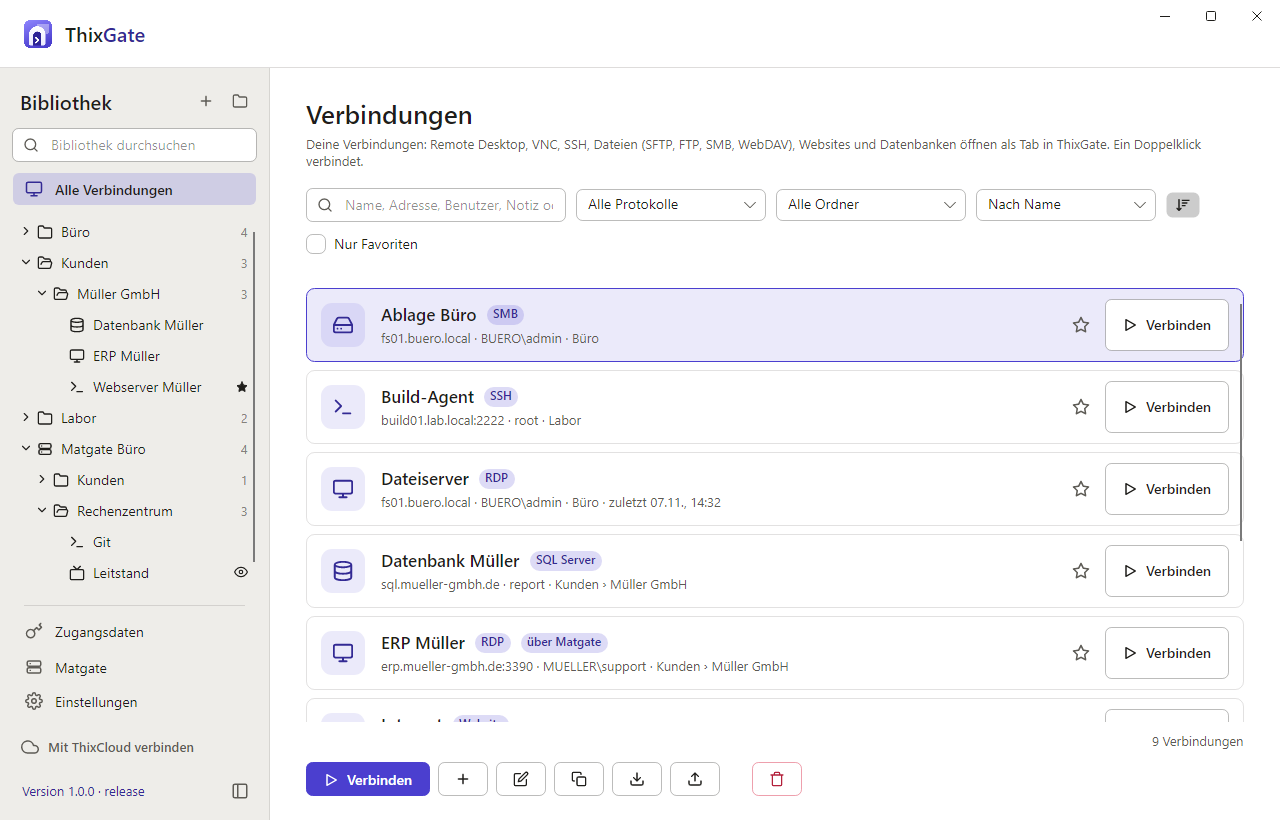 ThixGate
Bibliothek
Bibliothek durchsuchen
Alle Verbindungen
Büro 4
Kunden 3
Müller GmbH 3
Datenbank Müller
ERP Müller
Webserver Müller
Labor 2
Matgate Büro 4
Kunden 1
Rechenzentrum 3
Git
Leitstand
Zugangsdaten
Matgate
Einstellungen
Mit ThixCloud verbinden
Version 1.0.0 · release
Verbindungen
Deine Verbindungen: Remote Desktop, VNC, SSH, Dateien (SFTP, FTP, SMB, WebDAV), Websites und Datenbanken öffnen als Tab in ThixGate. Ein Doppelklick
verbindet.
Name, Adresse, Benutzer, Notiz oc
Alle Protokolle
Alle Ordner
Nach Name
Nur Favoriten
Ablage Büro SMB
fs01.buero.local · BUERO\admin · Büro
Verbinden
Build-Agent SSH
build01.lab.local:2222 · root · Labor
Verbinden
Dateiserver RDP
fs01.buero.local · BUERO\admin · Büro · zuletzt 07.11., 14:32
Verbinden
Datenbank Müller SQL Server
sql.mueller-gmbh.de · report · Kunden › Müller GmbH
Verbinden
ERP Müller RDP über Matgate
erp.mueller-gmbh.de:3390 · MUELLER\support · Kunden › Müller GmbH
Verbinden
9 Verbindungen
Verbinden